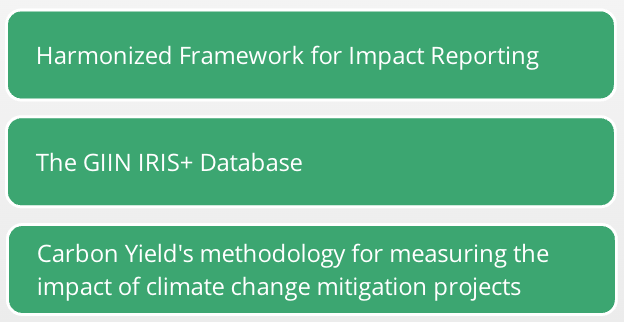 Harmonized Framework for Impact Reporting
The GIIN IRIS+ Database
Carbon Yield's methodology for measuring the
impact of climate change mitigation projects